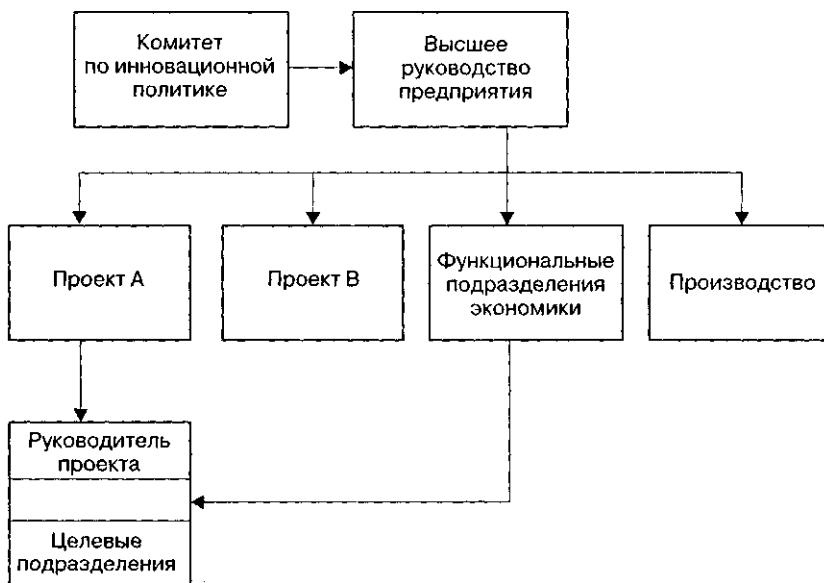 Комитет
по инновационной
политике
Высшее
руководство
предприятия
Проект А
Проект В
Функциональные
подразделения
экономики
Производство
Руководитель
проекта
Целевые
подразделения